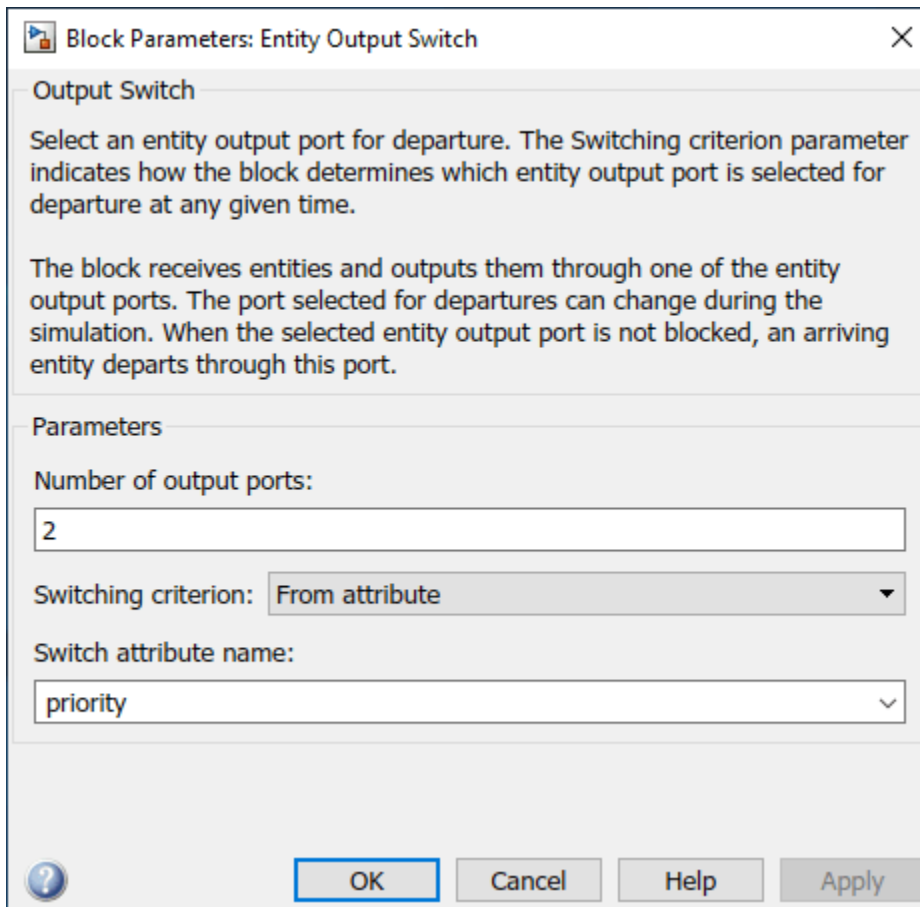 Block Parameters: Entity Output Switch
Output Switch
Select an entity output port for departure. The Switching criterion parameter
indicates how the block determines which entity output port is selected for
departure at any given time.
The block receives entities and outputs them through one of the entity
output ports. The port selected for departures can change during the
simulation. When the selected entity output port is not blocked, an arriving
entity departs through this port.
Parameters
Number of output ports:
2
Switching criterion: From attribute
Switch attribute name:
priority
? OK Cancel Help Apply